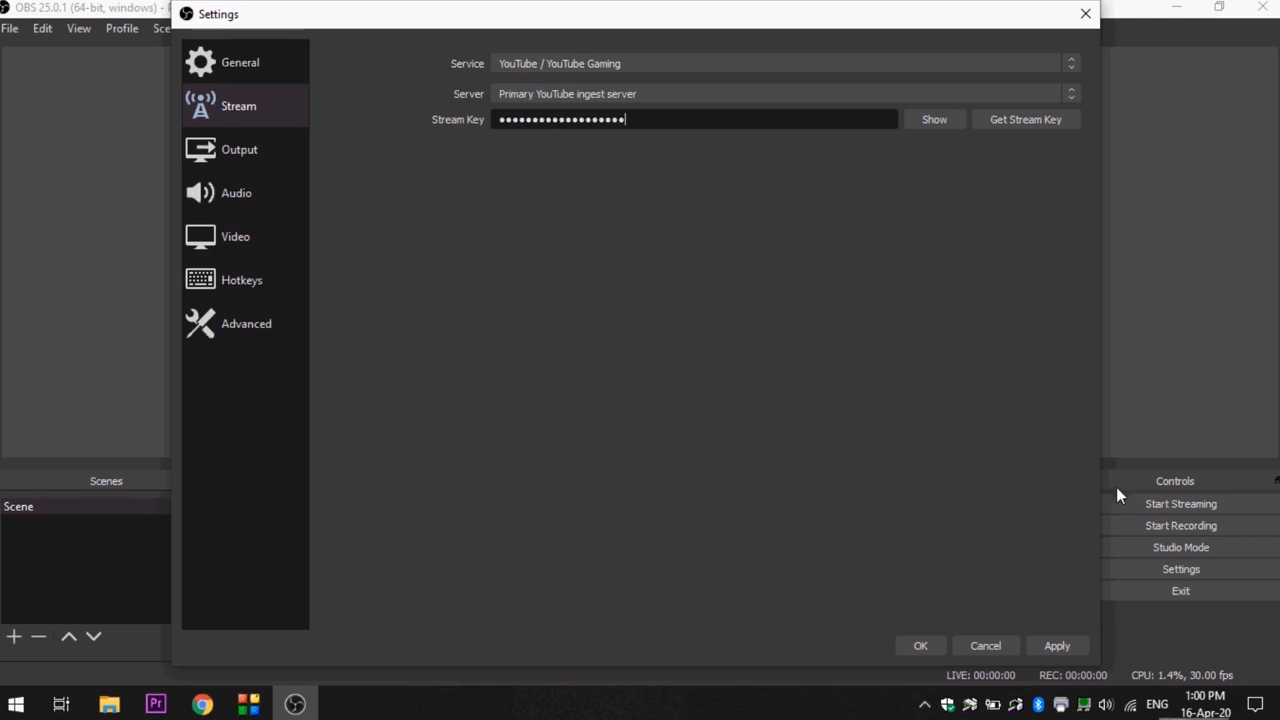 OBS 25.0.1 (64-bit, windows) -
Settings
File Edit View Profile Sce
General
Stream
Output
Audio
Video
Hotkeys
Advanced
Service YouTube / YouTube Gaming
Server Primary YouTube ingest server
Stream Key ••••••••••••••••••• Show Get Stream Key
Scenes
Scene
Controls
Start Streaming
Start Recording
Studio Mode
Settings
Exit
OK Cancel Apply
LIVE: 00:00:00 REC: 00:00:00 CPU: 1.4%, 30.00 fps
Pr
ENG
1:00 PM
16-Apr-20